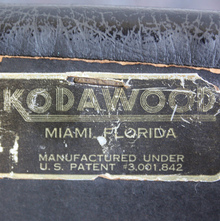 KODAWOOD
MIAMI, FLORIDA
MANUFACTURED UNDER
U.S. PATENT #3,001,842